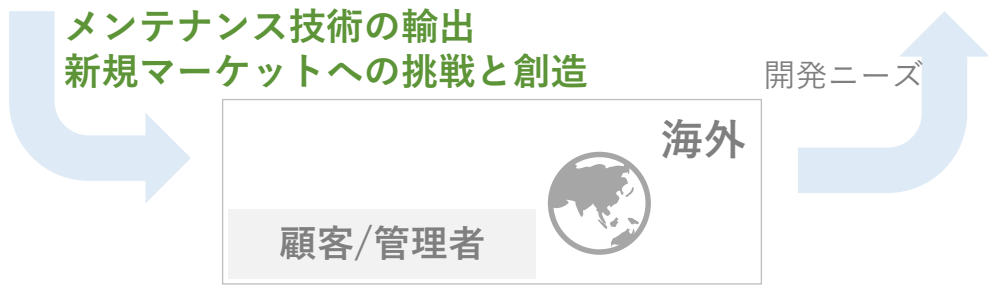 メンテナンス技術の輸出
新規マーケットへの挑戦と創造
開発ニーズ
海外
顧客/管理者